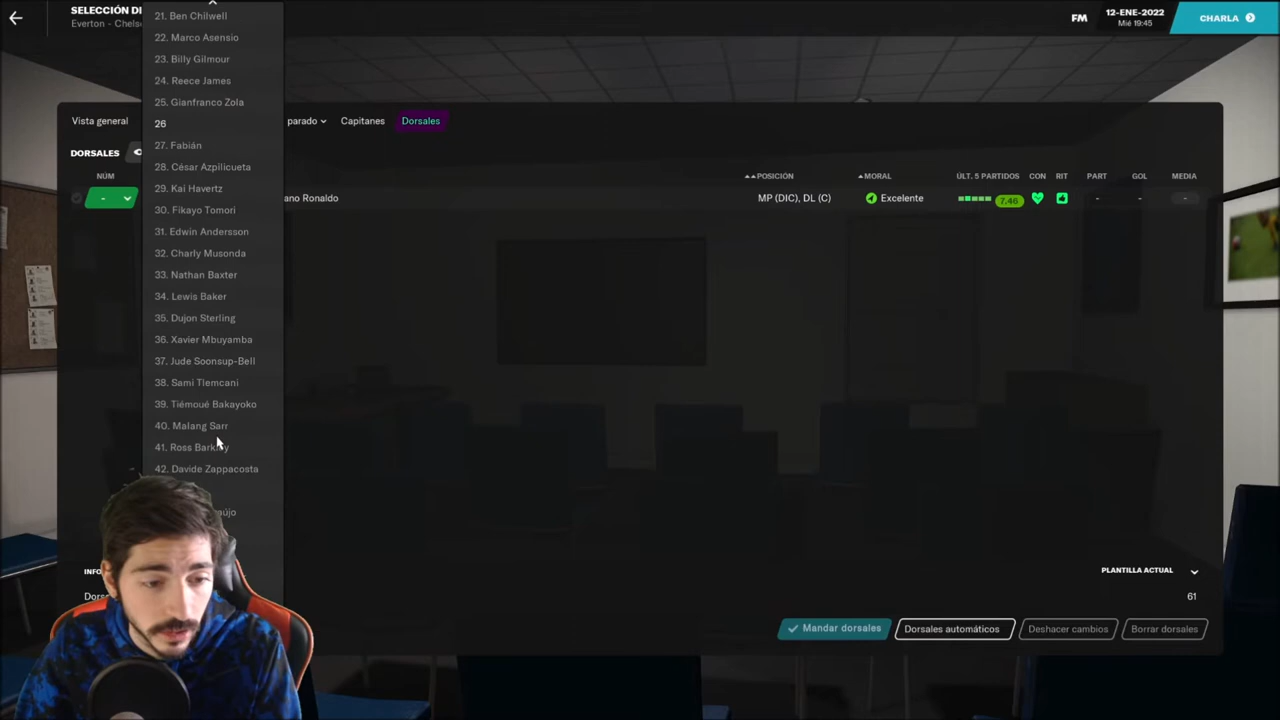 SELECCIÓN D
Everton - Chels
FM
12-ENE-2022
Mié 19:45
CHARLA
Vista general
parado
Capitanes
Dorsales
DORSALES
NÚM
POSICIÓN
MORAL
ÚLT. 5 PARTIDOS
CON
RIT
PART
GOL
MEDIA
-
ano Ronaldo
MP (DIC), DL (C)
Excelente
7.46
-
-
-
21. Ben Chilwell
22. Marco Asensio
23. Billy Gilmour
24. Reece James
25. Gianfranco Zola
26
27. Fabián
28. César Azpilicueta
29. Kai Havertz
30. Fikayo Tomori
31. Edwin Andersson
32. Charly Musonda
33. Nathan Baxter
34. Lewis Baker
35. Dujon Sterling
36. Xavier Mbuyamba
37. Jude Soonsup-Bell
38. Sami Tlemcani
39. Tiémoué Bakayoko
40. Malang Sarr
41. Ross Barkley
42. Davide Zappacosta
újo
INFO
Dors
PLANTILLA ACTUAL
61
Mandar dorsales
Dorsales automáticos
Deshacer cambios
Borrar dorsales